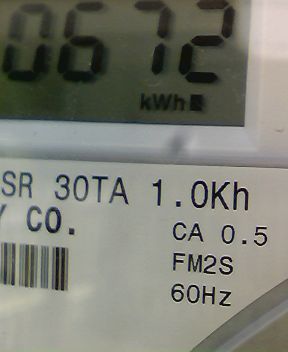 0672
kWh
SR 30TA 1.0Kh
Y CO.
CA 0.5
FM2S
60Hz